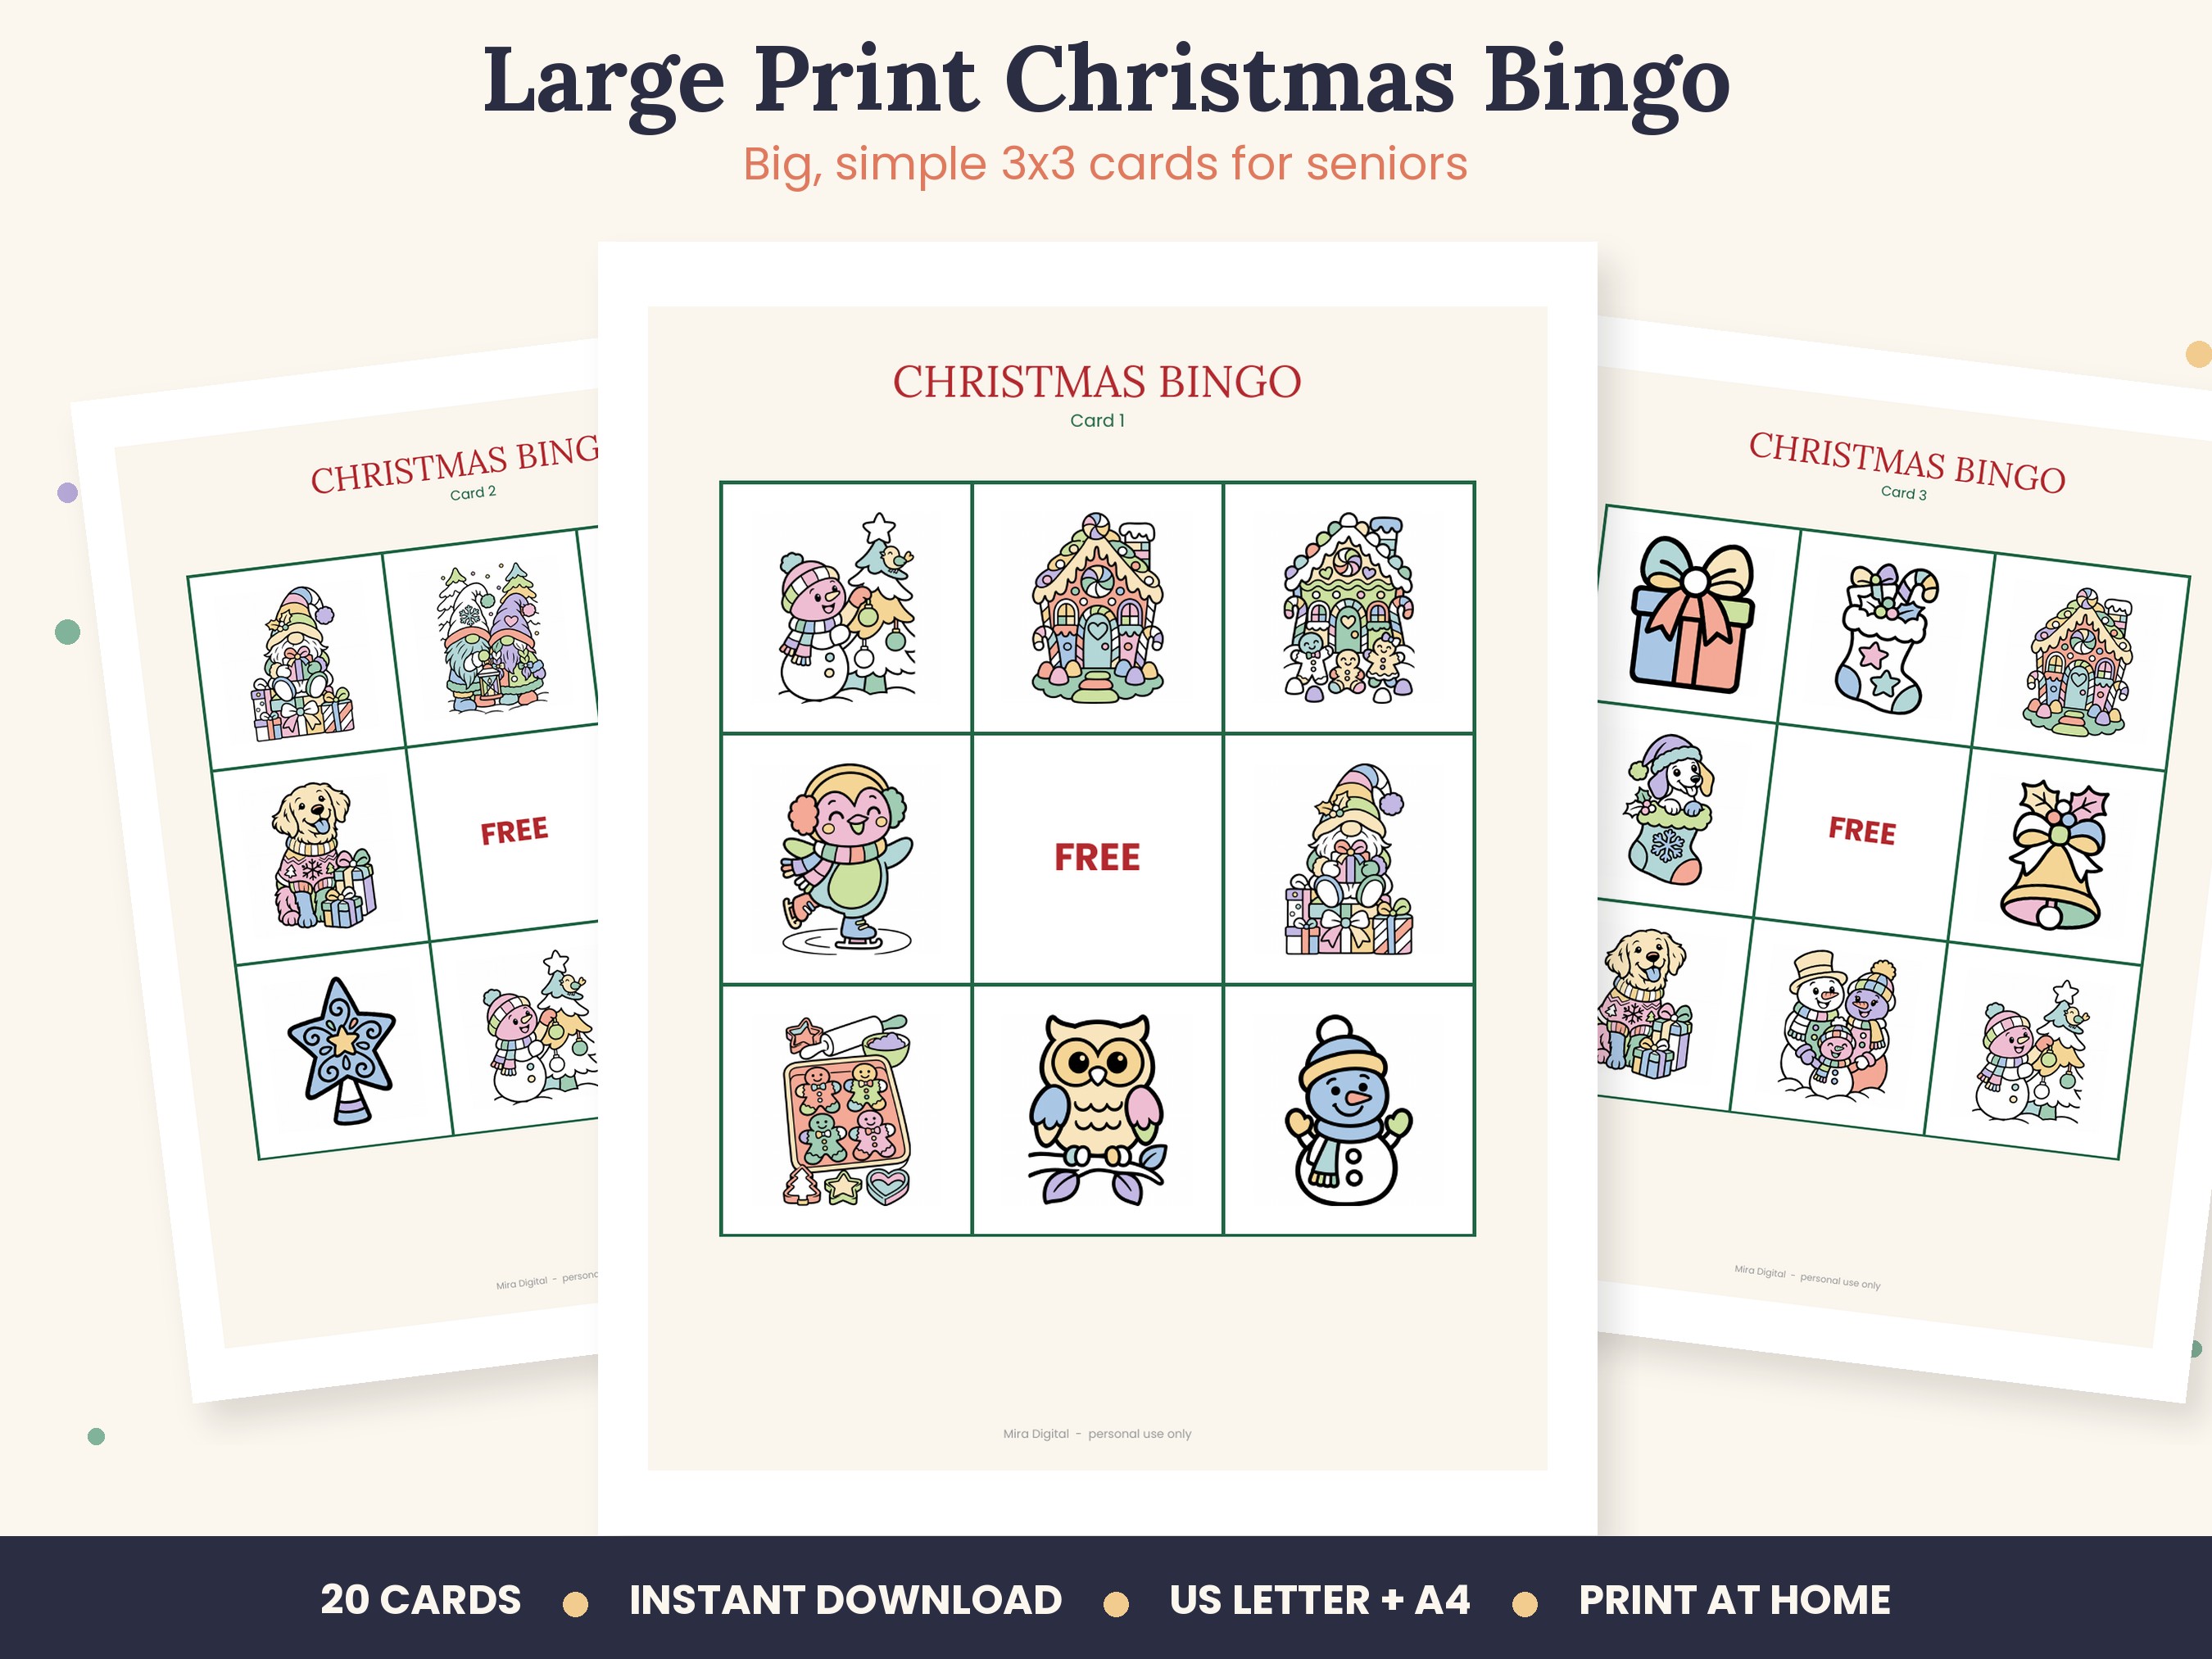 Large Print Christmas Bingo
Big, simple 3x3 cards for seniors
CHRISTMAS BING
Card 2
FREE
Mira Digital -
CHRISTMAS BINGO
Card 1
FREE
Mira Digital - personal use only
CHRISTMAS BINGO
Card 3
FREE
Mira Digital - personal use only
20 CARDS
INSTANT DOWNLOAD
US LETTER + A4
PRINT AT HOME